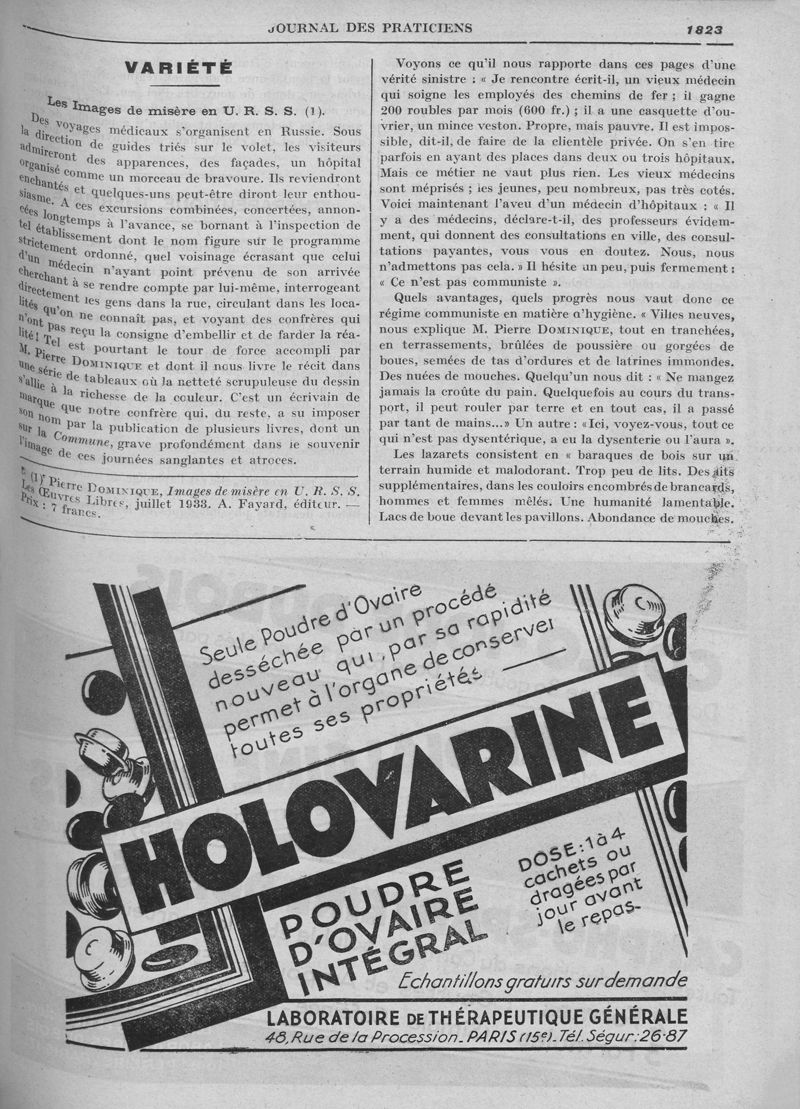 JOURNAL DES PRATICIENS
1823
VARIÉTÉ
Les Images de misère en U. R. S. S. (1).
Des voyages médicaux s'organisent en Russie. Sous
la direction de guides triés sur le volet, les visiteurs
admireront des apparences, des façades, un hôpital
organisé comme un morceau de bravoure. Ils reviendront
enchantés et quelques-uns peut-être diront leur enthou-
siasme. A ces excursions combinées, concertées, annon-
cées longtemps à l'avance, se bornant à l'inspection de
tel établissement dont le nom figure sur le programme
strictement ordonné, quel voisinage écrasant que celui
d'un médecin n'ayant point prévenu de son arrivée
cherchant à se rendre compte par lui-même, interrogeant
directement les gens dans la rue, circulant dans les loca-
lités qu'on ne connaît pas, et voyant des confrères qui
n'ont pas reçu la consigne d'embellir et de farder la réa-
lité! Tel est pourtant le tour de force accompli par
M. Pierre DOMINIQUE et dont il nous livre le récit dans
une série de tableaux où la netteté scrupuleuse du dessin
s'allie à la richesse de la couleur. C'est un écrivain de
marque que notre confrère qui, du reste, a su imposer
son nom par la publication de plusieurs livres, dont un
sur la Commune, grave profondément dans le souvenir
l'image de ces journées sanglantes et atroces.
(1) Pierre DOMINIQUE, Images de misère en U. R. S. S.
Les Œuvres Libres, juillet 1933. A. Fayard, éditeur. —
Prix : 7 francs.
Voyons ce qu'il nous rapporte dans ces pages d'une
vérité sinistre : « Je rencontre écrit-il, un vieux médecin
qui soigne les employés des chemins de fer ; il gagne
200 roubles par mois (600 fr.) ; il a une casquette d'ou-
vrier, un mince veston. Propre, mais pauvre. Il est impos-
sible, dit-il, de faire de la clientèle privée. On s'en tire
parfois en ayant des places dans deux ou trois hôpitaux.
Mais ce métier ne vaut plus rien. Les vieux médecins
sont méprisés ; les jeunes, peu nombreux, pas très cotés.
Voici maintenant l'aveu d'un médecin d'hôpitaux : « Il
y a des médecins, déclare-t-il, des professeurs évidem-
ment, qui donnent des consultations en ville, des consul-
tations payantes, vous vous en doutez. Nous, nous
n'admettons pas cela. » Il hésite un peu, puis fermement :
« Ce n'est pas communiste ».
Quels avantages, quels progrès nous vaut donc ce
régime communiste en matière d'hygiène. « Villes neuves,
nous explique M. Pierre DOMINIQUE, tout en tranchées,
en terrassements, brûlées de poussière ou gorgées de
boues, semées de tas d'ordures et de latrines immondes.
Des nuées de mouches. Quelqu'un nous dit : « Ne mangez
jamais la croûte du pain. Quelquefois au cours du trans-
port, il peut rouler par terre et en tout cas, il a passé
par tant de mains...» Un autre : «Ici, voyez-vous, tout ce
qui n'est pas dysentérique, a eu la dysenterie ou l'aura ».
Les lazarets consistent en « baraques de bois sur un
terrain humide et malodorant. Trop peu de lits. Des lits
supplémentaires, dans les couloirs encombrés de brancards,
hommes et femmes mêlés. Une humanité lamentable.
Lacs de boue devant les pavillons. Abondance de mouches.
Seule Poudre d'Ovaire
desséchée par un procédé
nouveau qui, par sa rapidité
permet à l'organe de conserver
toutes ses propriétés
HOLOVARINE
POUDRE
D'OVAIRE
INTÉGRAL
DOSE: 1 à 4
cachets ou
dragées par
jour avant
le repas.
Echantillons gratuits sur demande
LABORATOIRE DE THÉRAPEUTIQUE GÉNÉRALE
48, Rue de la Procession. PARIS (15e). Tél. Ségur: 26-87